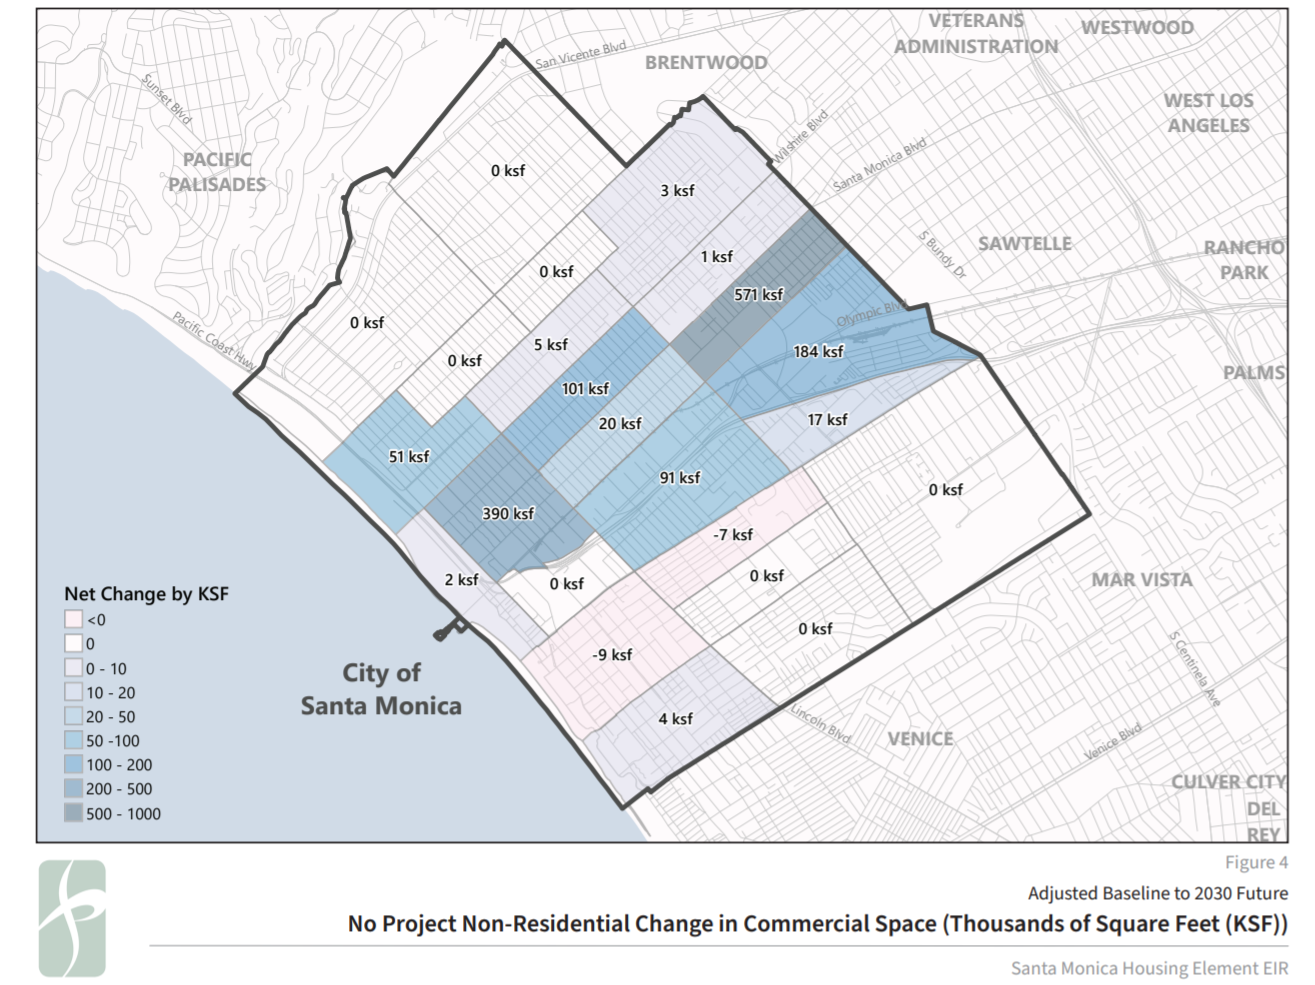 VETERANS
ADMINISTRATION
WESTWOOD
San Vicente Blvd
BRENTWOOD
Sunset Blvd
WEST LOS
ANGELES
Wilshire Blvd
Santa Monica Blvd
PACIFIC
PALISADES
0 ksf
3 ksf
S Bundy Dr
SAWTELLE
RANCHO
PARK
1 ksf
0 ksf
571 ksf
Olympic Blvd
Pacific Coast Hwy
0 ksf
5 ksf
184 ksf
0 ksf
PALMS
101 ksf
20 ksf
17 ksf
51 ksf
91 ksf
0 ksf
390 ksf
-7 ksf
2 ksf
0 ksf
0 ksf
MAR VISTA
0 ksf
-9 ksf
S Centinela Ave
4 ksf
Lincoln Blvd
VENICE
Venice Blvd
CULVER CITY
DEL
REY
City of
Santa Monica
Net Change by KSF
<0
0
0 - 10
10 - 20
20 - 50
50 -100
100 - 200
200 - 500
500 - 1000
Figure 4
Adjusted Baseline to 2030 Future
No Project Non-Residential Change in Commercial Space (Thousands of Square Feet (KSF))
Santa Monica Housing Element EIR